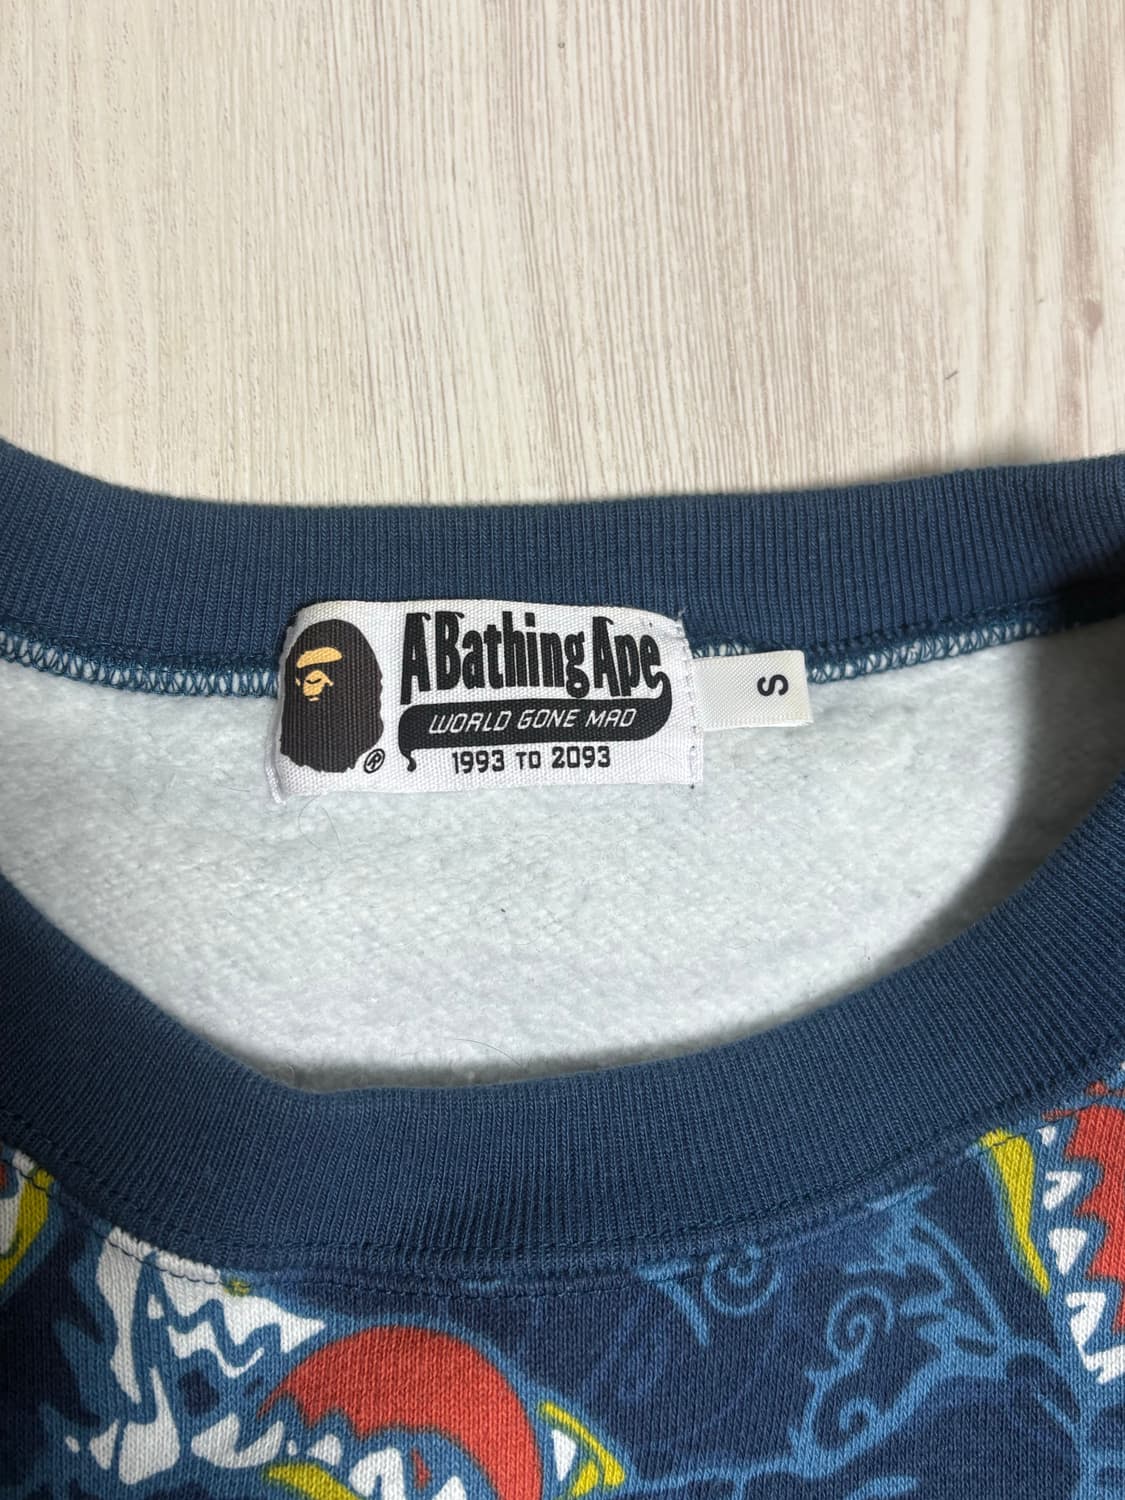 A Bathing Ape
WORLD GONE MAD
1993 TO 2093
®
S